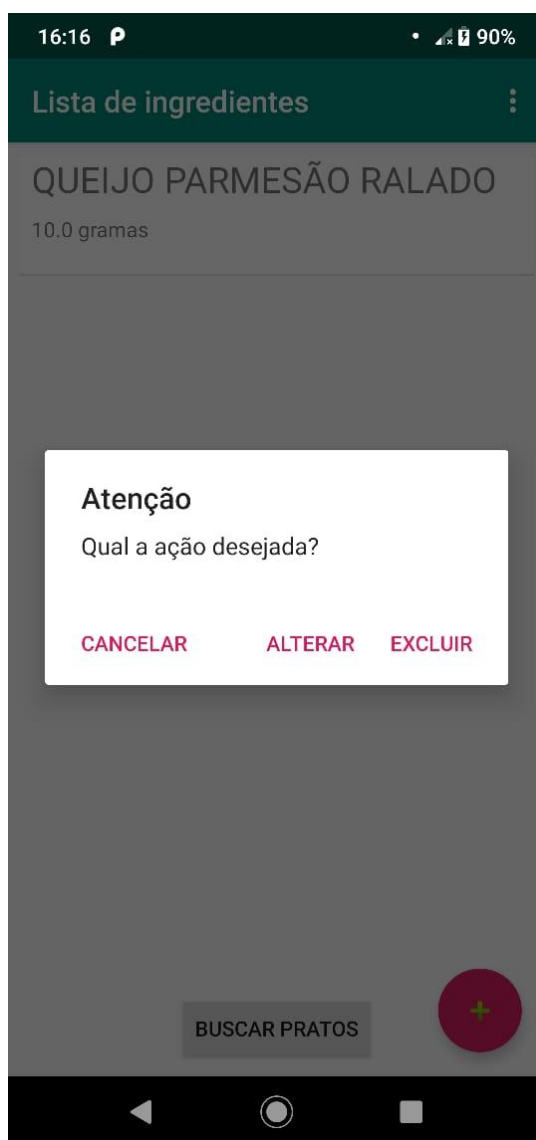 16:16 P 90%
Lista de ingredientes
QUEIJO PARMESÃO RALADO
10.0 gramas
Atenção
Qual a ação desejada?
CANCELAR ALTERAR EXCLUIR
BUSCAR PRATOS
+